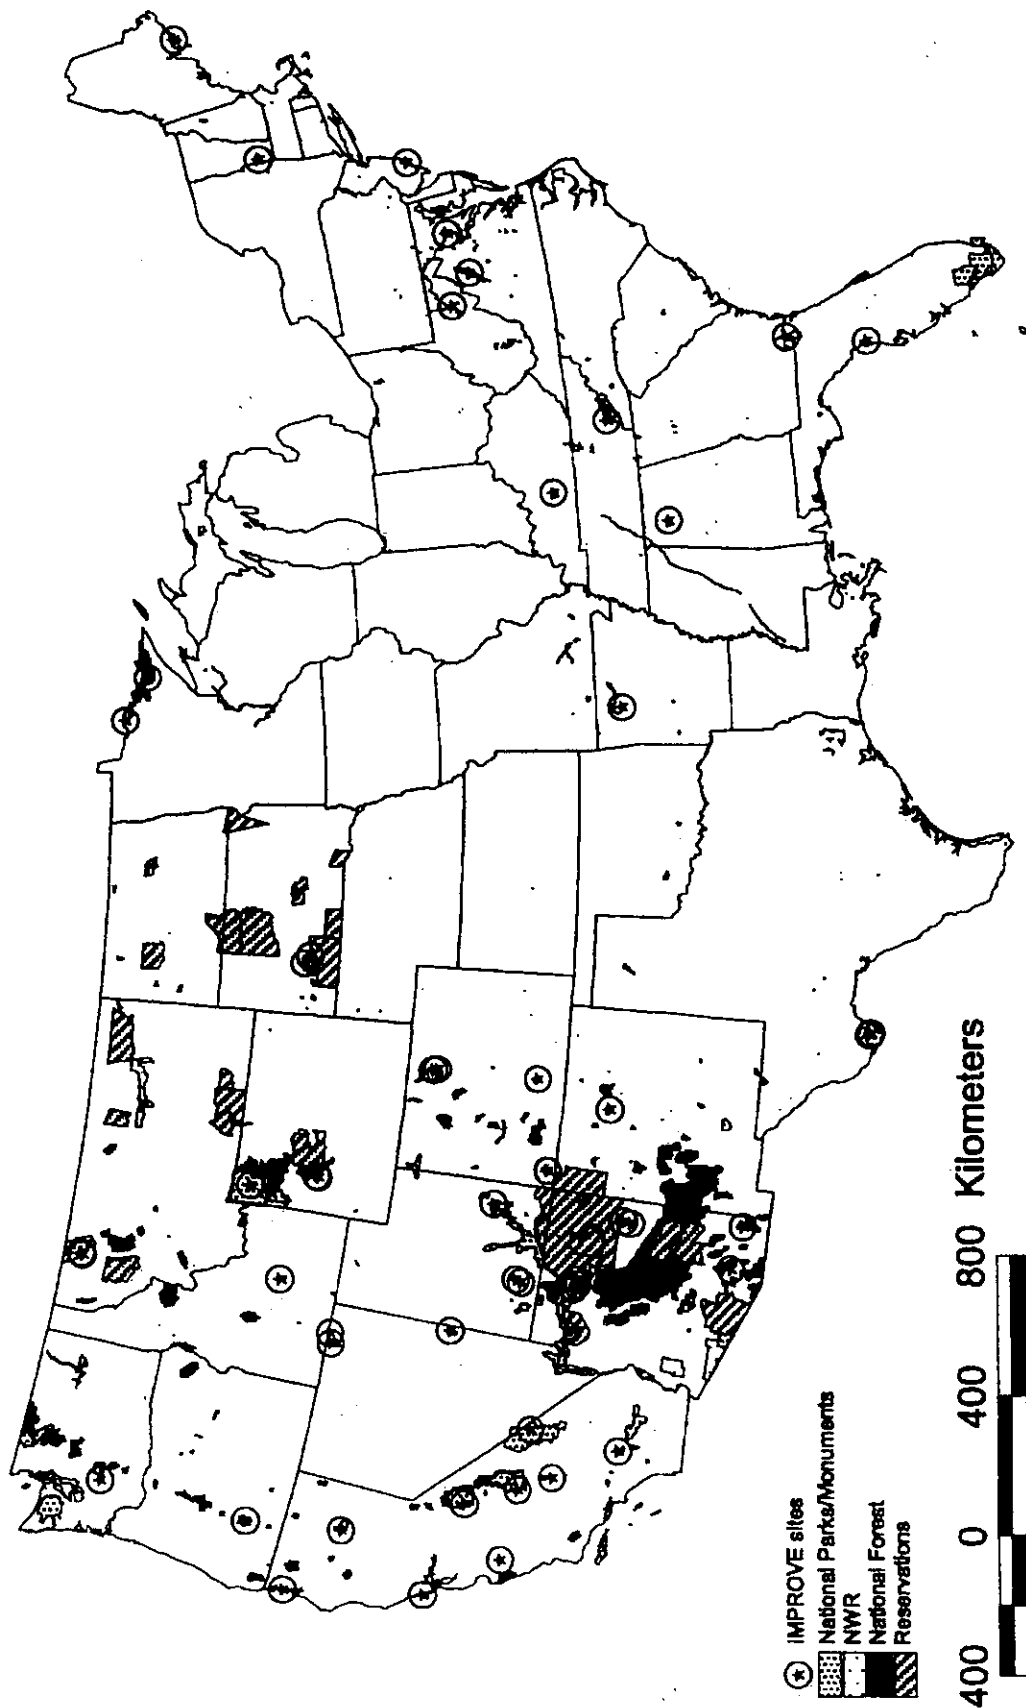 IMPROVE sites
National Parks/Monuments
NWR
National Forest
Reservations
400 0 400 800 Kilometers